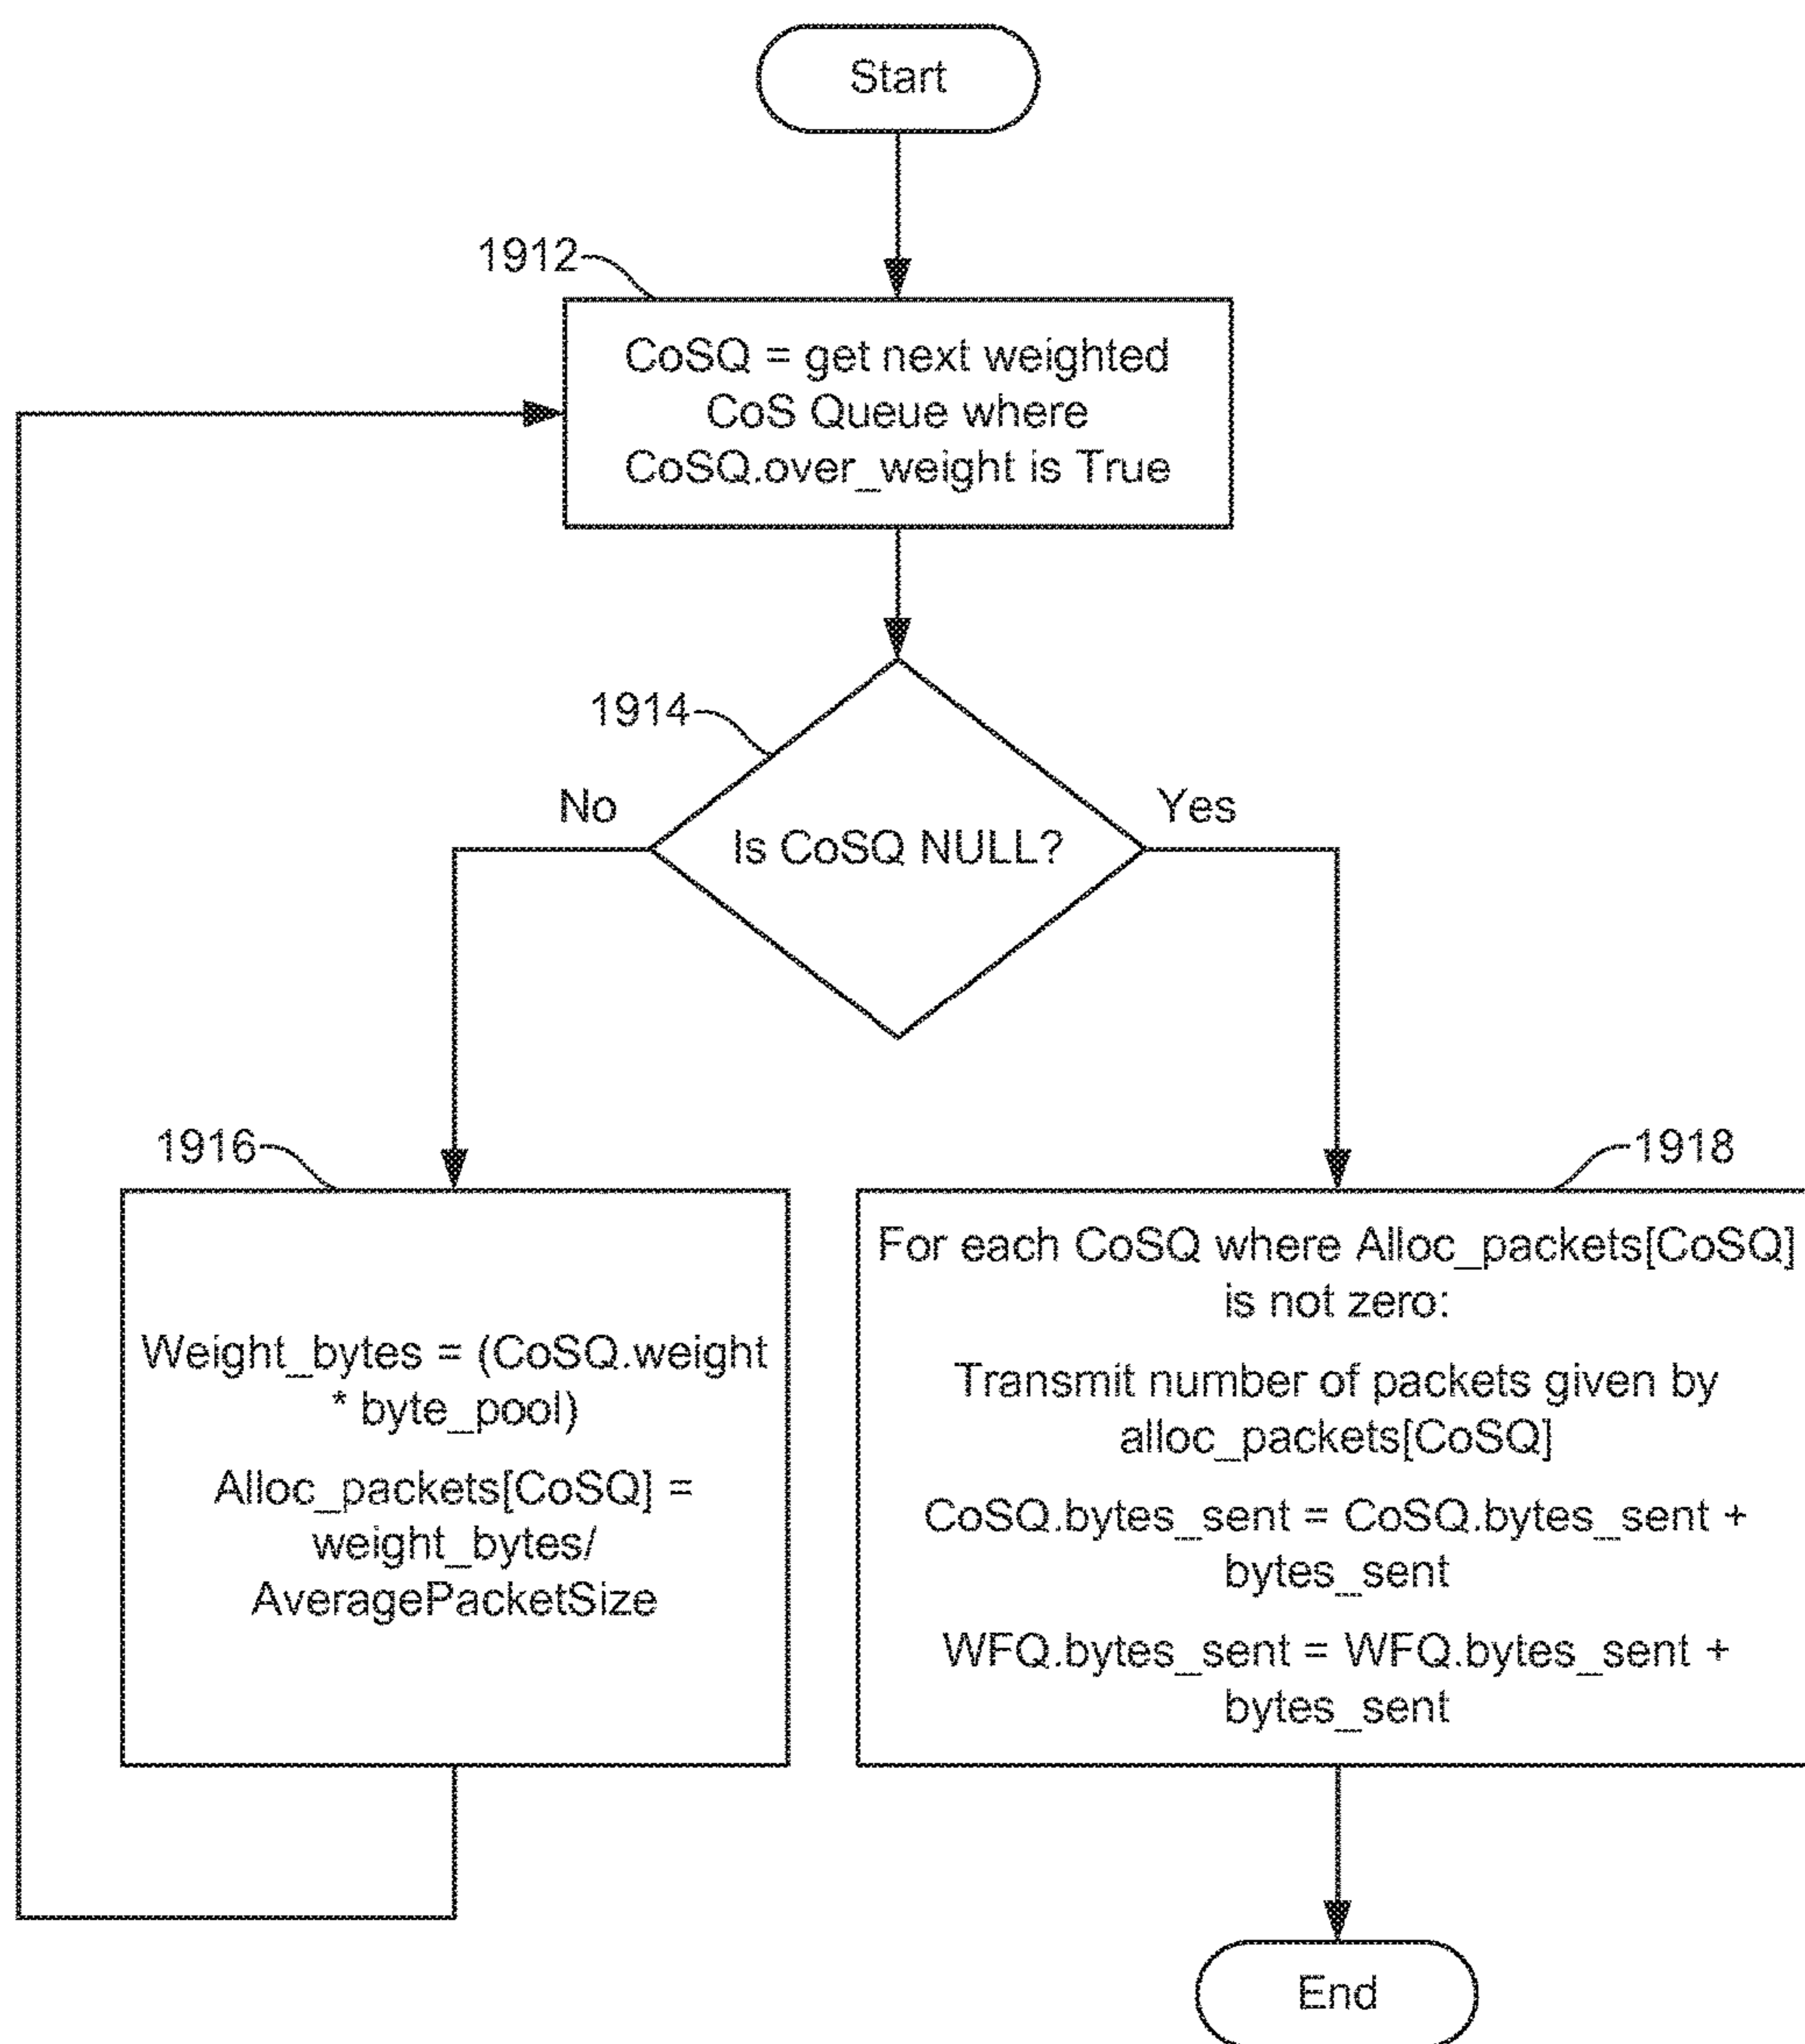 Start
1912
CoSQ = get next weighted
CoS Queue where
CoSQ.over_weight is True
1914
No
Yes
Is CoSQ NULL?
1916
1918
Weight_bytes = (CoSQ.weight
* byte_pool)
Alloc_packets[CoSQ] =
weight_bytes/
AveragePacketSize
For each CoSQ where Alloc_packets[CoSQ]
is not zero:
Transmit number of packets given by
alloc_packets[CoSQ]
CoSQ.bytes_sent = CoSQ.bytes_sent +
bytes_sent
WFQ.bytes_sent = WFQ.bytes_sent +
bytes_sent
End